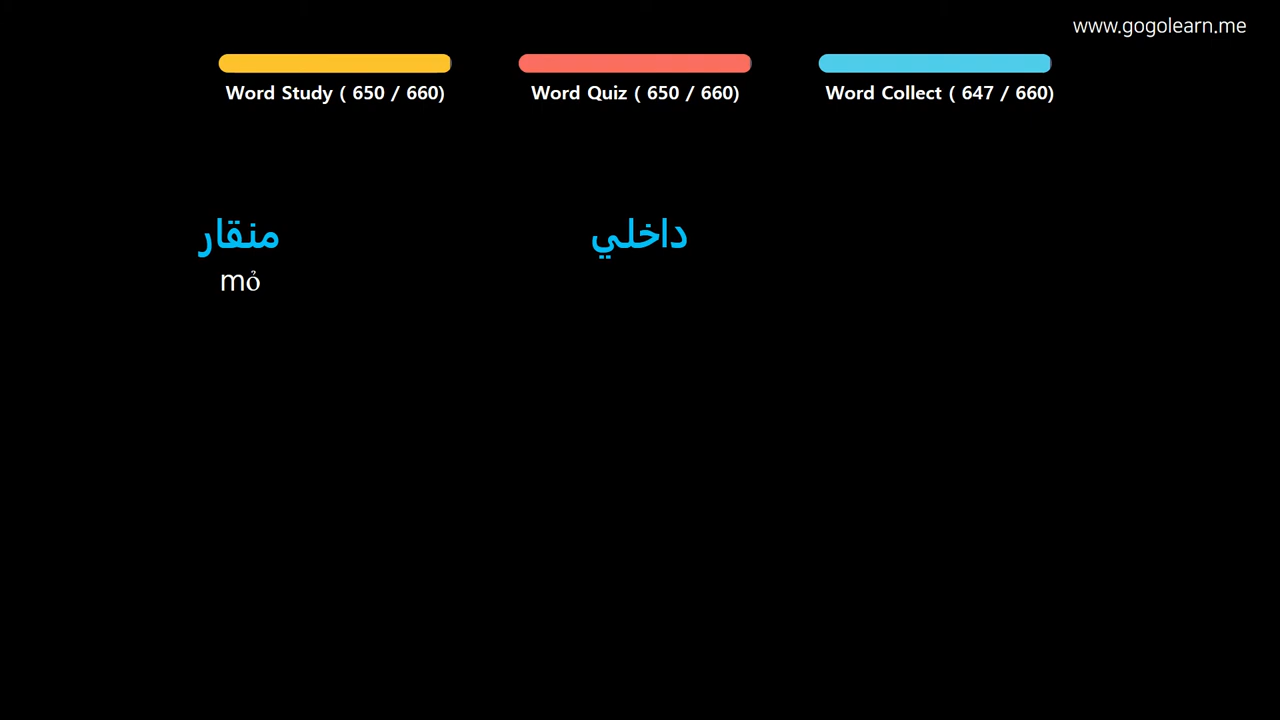 www.gogolearn.me
Word Study ( 650 / 660)
Word Quiz ( 650 / 660)
Word Collect ( 647 / 660)
منقار
mỏ
داخلي